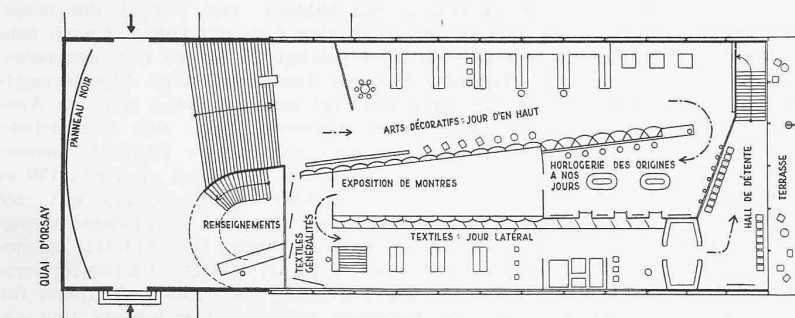 PANNEAU NOIR
QUAI D'ORSAY
RENSEIGNEMENTS
TEXTILES
GÉNÉRALITÉS
ARTS DÉCORATIFS : JOUR D'EN HAUT
EXPOSITION DE MONTRES
HORLOGERIE DES ORIGINES
A NOS
JOURS
TEXTILES : JOUR LATÉRAL
HALL DE DÉTENTE
TERRASSE